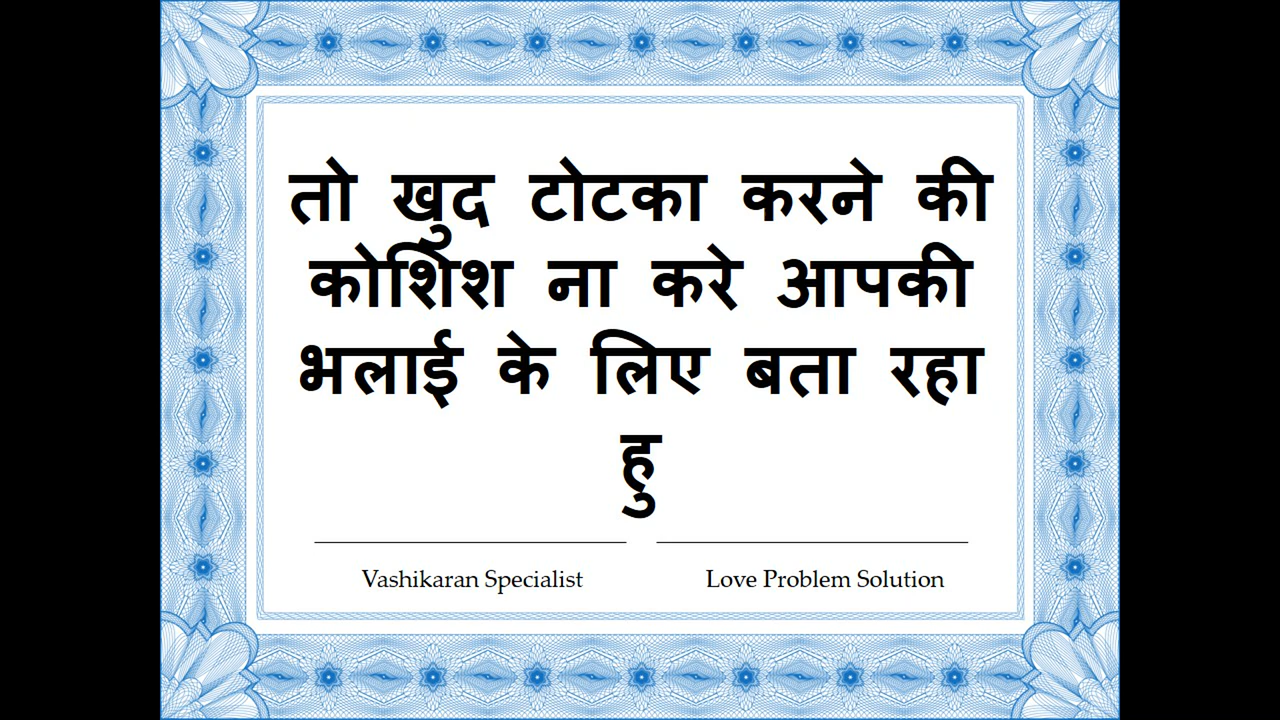 तो खुद टोटका करने की
कोशिश ना करे आपकी
भलाई के लिए बता रहा
हु
Vashikaran Specialist
Love Problem Solution